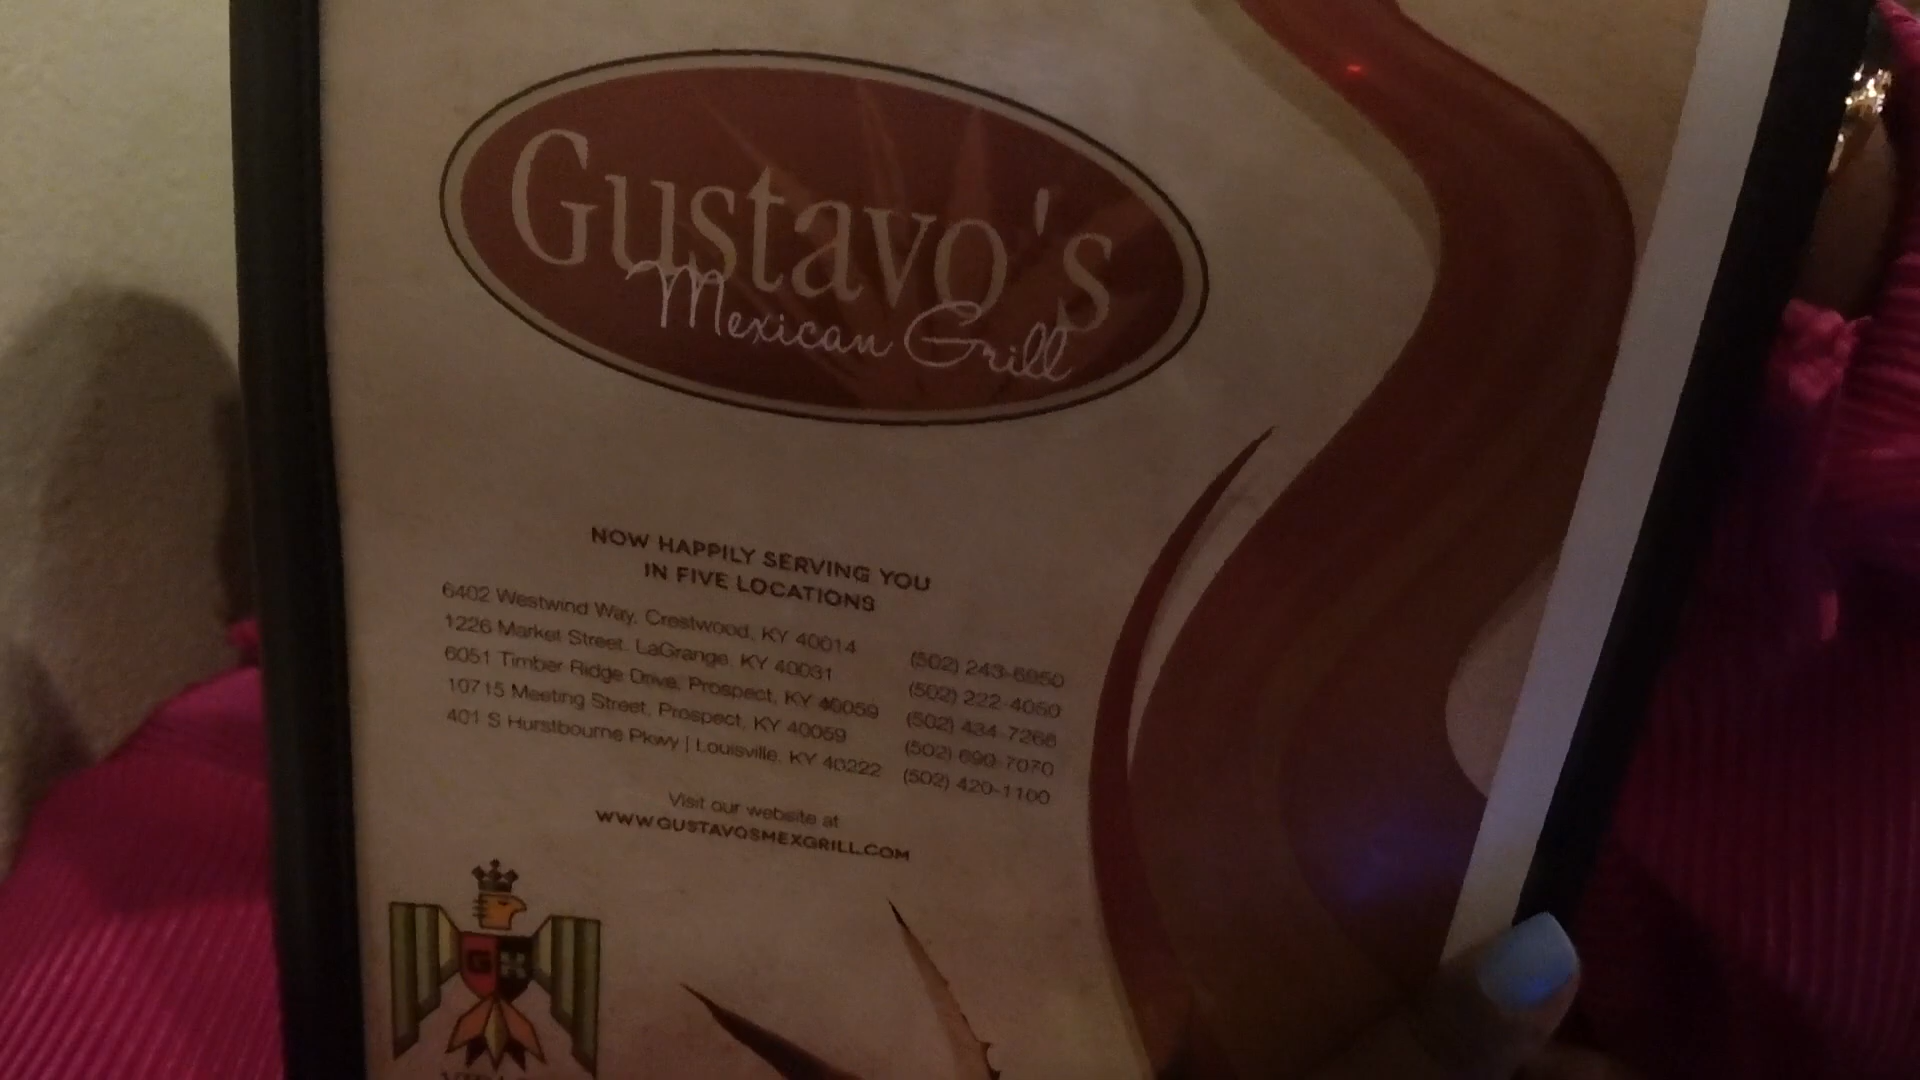 Gustavo's
Mexican Grill
NOW HAPPILY SERVING YOU
IN FIVE LOCATIONS
6402 Westwind Way, Crestwood, KY 40014 (502) 243-6950
1226 Market Street, LaGrange, KY 40031 (502) 222-4050
6051 Timber Ridge Drive, Prospect, KY 40059 (502) 434-7266
10715 Meeting Street, Prospect, KY 40059 (502) 690-7070
401 S Hurstbourne Pkwy | Louisville, KY 40222 (502) 420-1100
Visit our website at
WWW.GUSTAVOSMEXGRILL.COM
G